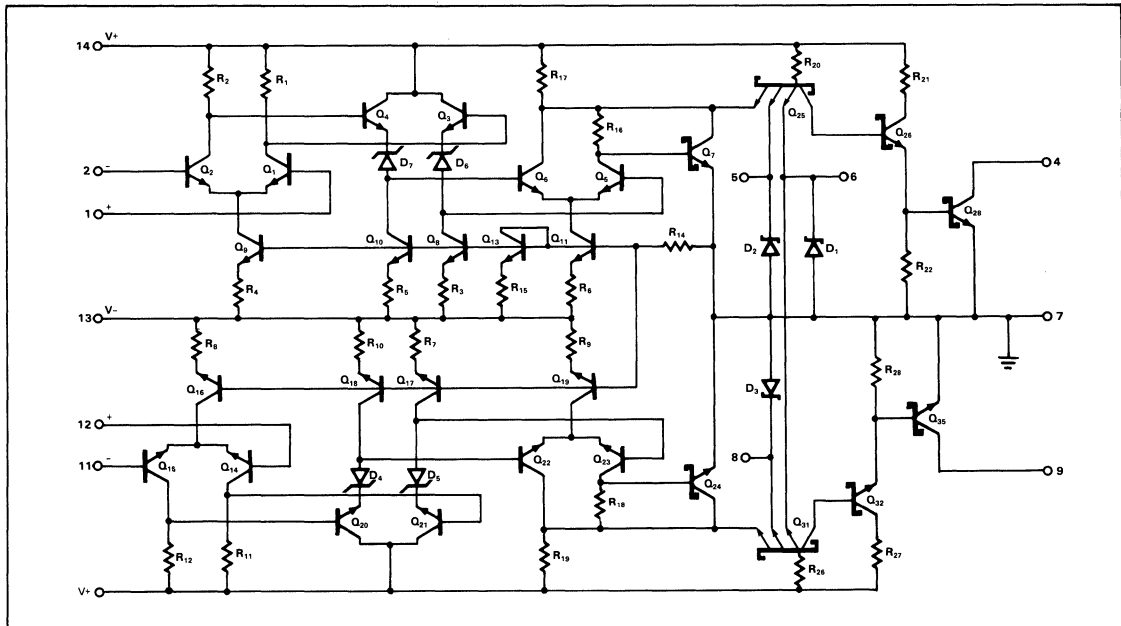 14 V+
R2 R1 R17 R20 R21
Q4 Q3 R16 Q25 Q26
D7 D6 Q7
2 − Q2 Q1 Q6 Q5 5 6 4
1 + Q28
Q9 Q10 Q8 Q13 Q11 R14 D2 D1
R4 R5 R3 R15 R6 R22
13 V− 7
R8 R10 R7 R9 R28
Q16 Q18 Q17 Q19 D3
12 + Q35
11 − Q15 Q14 Q22 Q23 8 9
D4 D5 Q24 Q32
Q20 Q21 R18 Q31
R12 R11 R19 R26 R27
V+